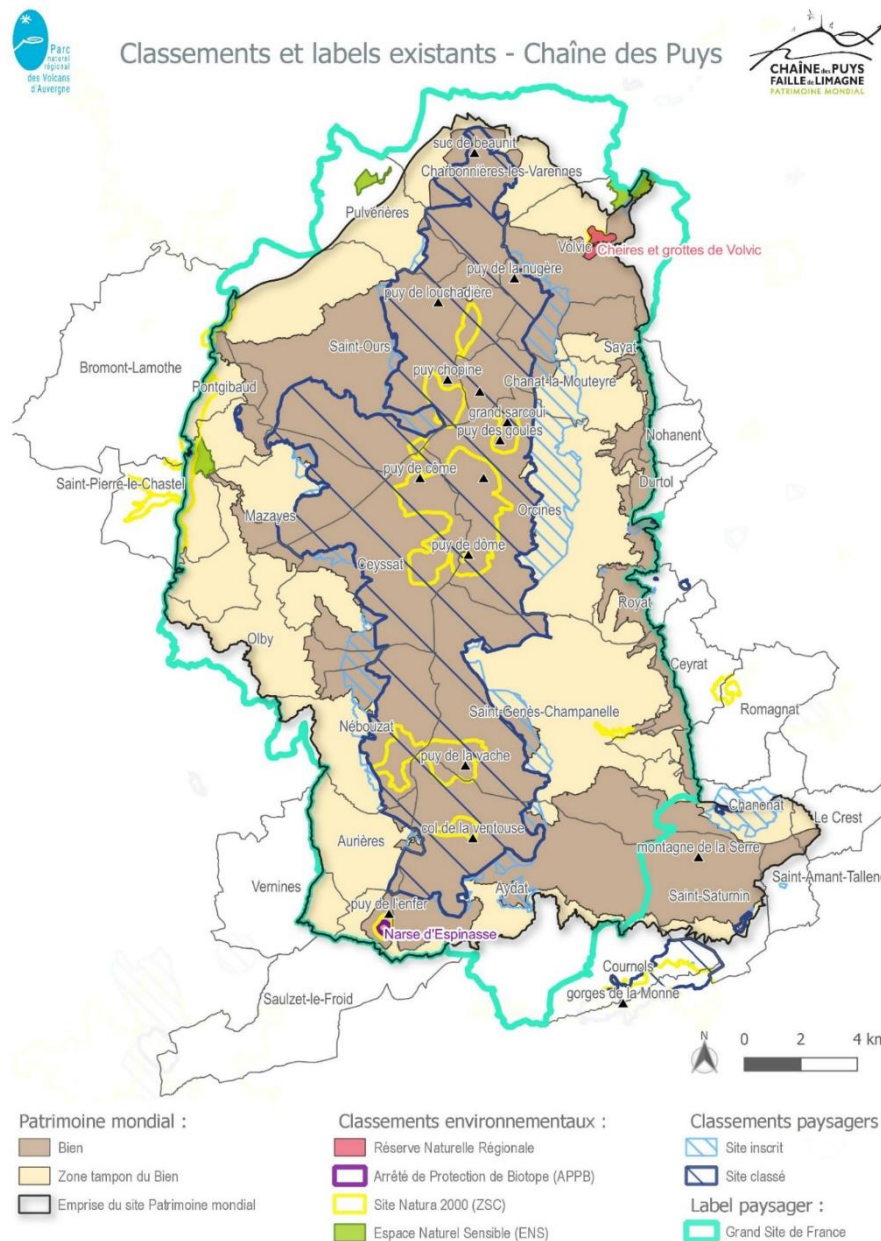 Parc
naturel
régional
des Volcans
d'Auvergne
Classements et labels existants - Chaîne des Puys
CHAÎNE des PUYS
FAILLE de LIMAGNE
PATRIMOINE MONDIAL
suc de beaunit
Charbonnières-les-Varennes
Pulvérières
Volvic
Cheires et grottes de Volvic
puy de la nugère
puy de louchadière
Saint-Ours
Sayat
Bromont-Lamothe
puy chopine
Chanat-la-Mouteyre
Pontgibaud
grand sarcoui
puy des goules
Nohanent
puy de côme
Saint-Pierre-le-Chastel
Durtol
Mazayes
Orcines
puy de dôme
Ceyssat
Royat
Olby
Ceyrat
Saint-Genès-Champanelle
Romagnat
Nébouzat
puy de la vache
Chanonat
Le Crest
col de la ventouse
Aurières
montagne de la Serre
Saint-Amant-Tallende
Vernines
Aydat
Saint-Saturnin
puy de l'enfer
Narse d'Espinasse
Cournols
gorges de la Monne
Saulzet-le-Froid
N
0 2 4 km
Patrimoine mondial :
Bien
Zone tampon du Bien
Emprise du site Patrimoine mondial
Classements environnementaux :
Réserve Naturelle Régionale
Arrêté de Protection de Biotope (APPB)
Site Natura 2000 (ZSC)
Espace Naturel Sensible (ENS)
Classements paysagers
Site inscrit
Site classé
Label paysager :
Grand Site de France